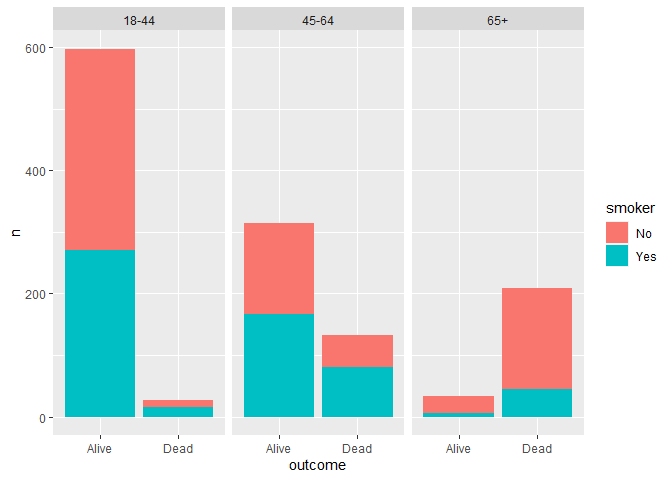 18-44 45-64 65+
600
400
200
0
n
Alive Dead Alive Dead Alive Dead
outcome
smoker
No
Yes